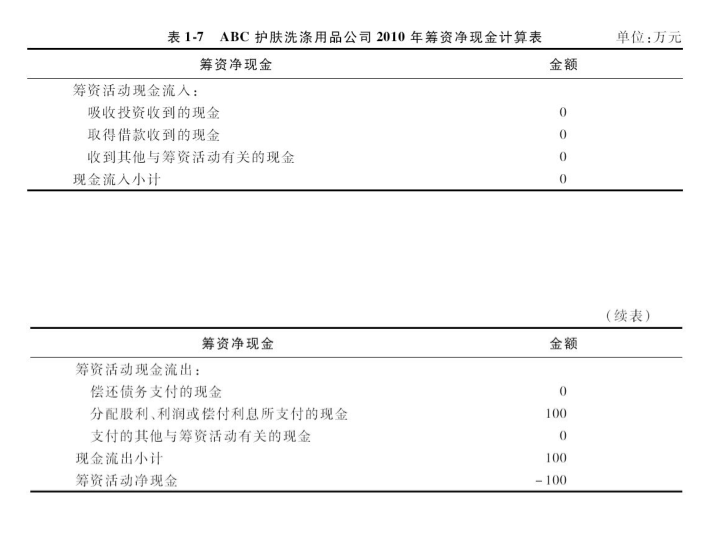 表 1-7 ABC 护肤洗涤用品公司 2010 年筹资净现金计算表 单位:万元
筹资净现金 金额
筹资活动现金流入:
吸收投资收到的现金 0
取得借款收到的现金 0
收到其他与筹资活动有关的现金 0
现金流入小计 0
(续表)
筹资净现金 金额
筹资活动现金流出:
偿还债务支付的现金 0
分配股利、利润或偿付利息所支付的现金 100
支付的其他与筹资活动有关的现金 0
现金流出小计 100
筹资活动净现金 -100